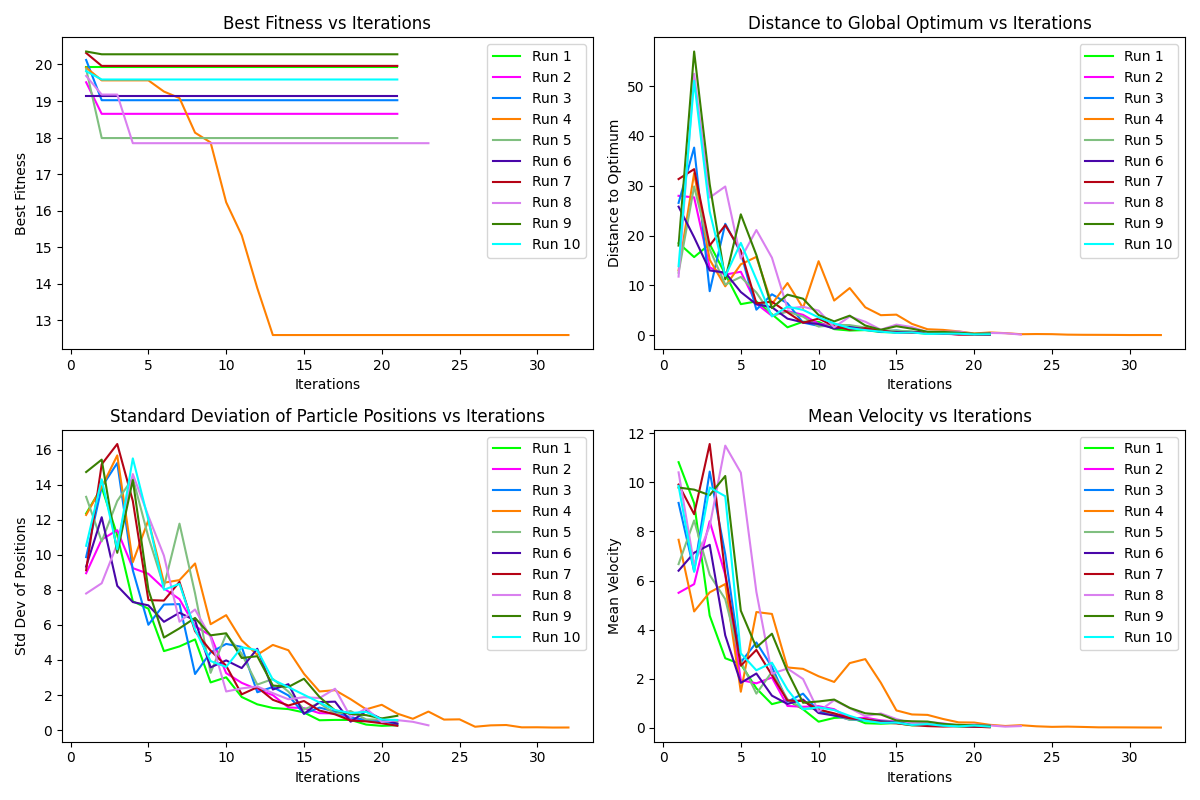 Best Fitness vs Iterations
Best Fitness
20
19
18
17
16
15
14
13
0 5 10 15 20 25 30
Iterations
Run 1
Run 2
Run 3
Run 4
Run 5
Run 6
Run 7
Run 8
Run 9
Run 10
Distance to Global Optimum vs Iterations
Distance to Optimum
50
40
30
20
10
0
0 5 10 15 20 25 30
Iterations
Run 1
Run 2
Run 3
Run 4
Run 5
Run 6
Run 7
Run 8
Run 9
Run 10
Standard Deviation of Particle Positions vs Iterations
Std Dev of Positions
16
14
12
10
8
6
4
2
0
0 5 10 15 20 25 30
Iterations
Run 1
Run 2
Run 3
Run 4
Run 5
Run 6
Run 7
Run 8
Run 9
Run 10
Mean Velocity vs Iterations
Mean Velocity
12
10
8
6
4
2
0
0 5 10 15 20 25 30
Iterations
Run 1
Run 2
Run 3
Run 4
Run 5
Run 6
Run 7
Run 8
Run 9
Run 10